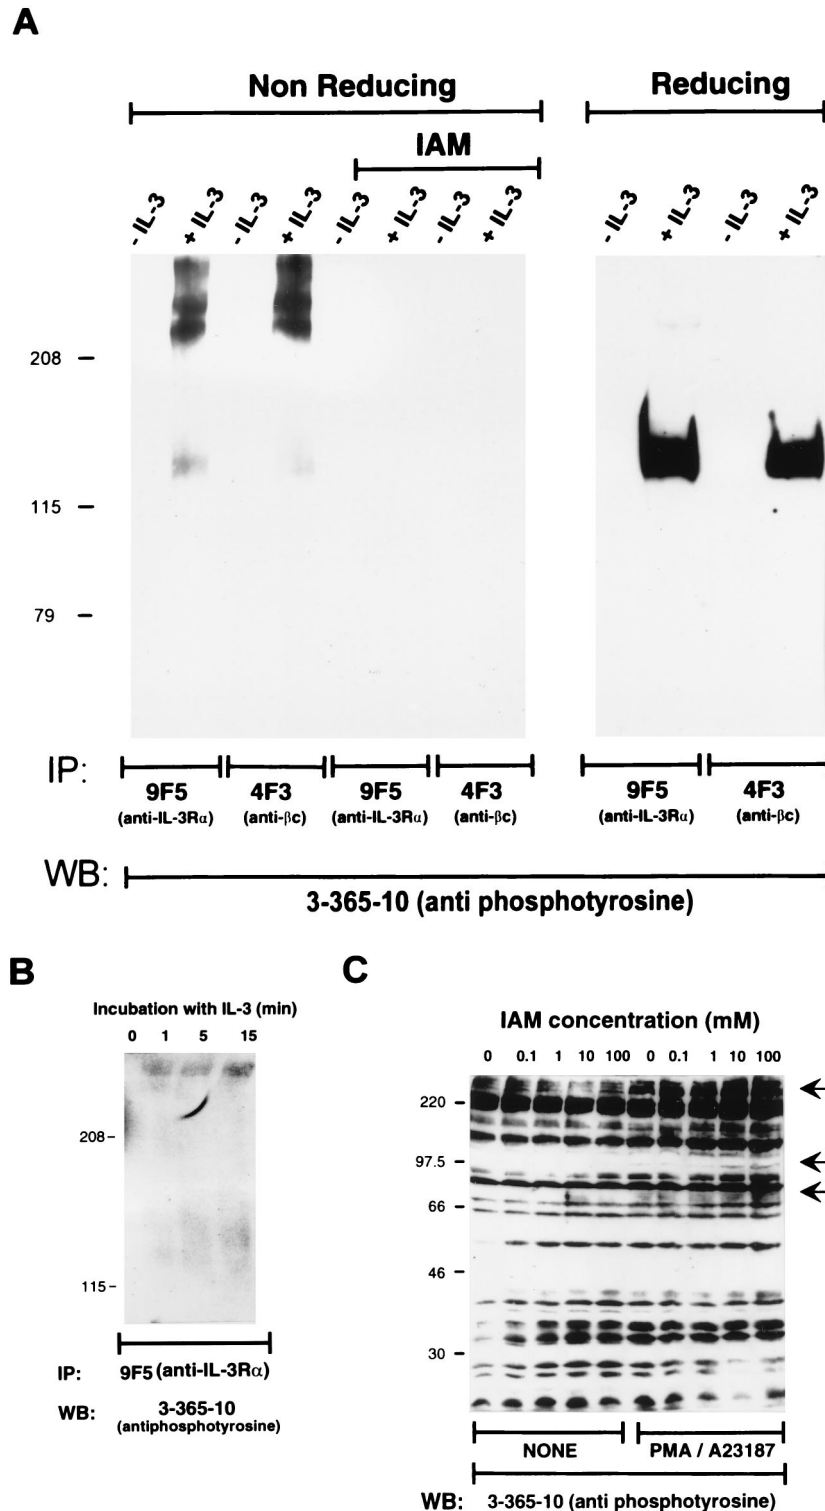 A
Non Reducing Reducing
IAM
- IL-3 + IL-3 - IL-3 + IL-3 - IL-3 + IL-3 - IL-3 + IL-3 - IL-3 + IL-3 - IL-3 + IL-3
208
115
79
IP:
9F5 4F3 9F5 4F3 9F5 4F3
(anti-IL-3Rα) (anti-βc) (anti-IL-3Rα) (anti-βc) (anti-IL-3Rα) (anti-βc)
WB:
3-365-10 (anti phosphotyrosine)
B
Incubation with IL-3 (min)
0 1 5 15
208
115
IP: 9F5 (anti-IL-3Rα)
WB: 3-365-10
(antiphosphotyrosine)
C
IAM concentration (mM)
0 0.1 1 10 100 0 0.1 1 10 100
220
97.5
66
46
30
NONE PMA / A23187
WB: 3-365-10 (anti phosphotyrosine)